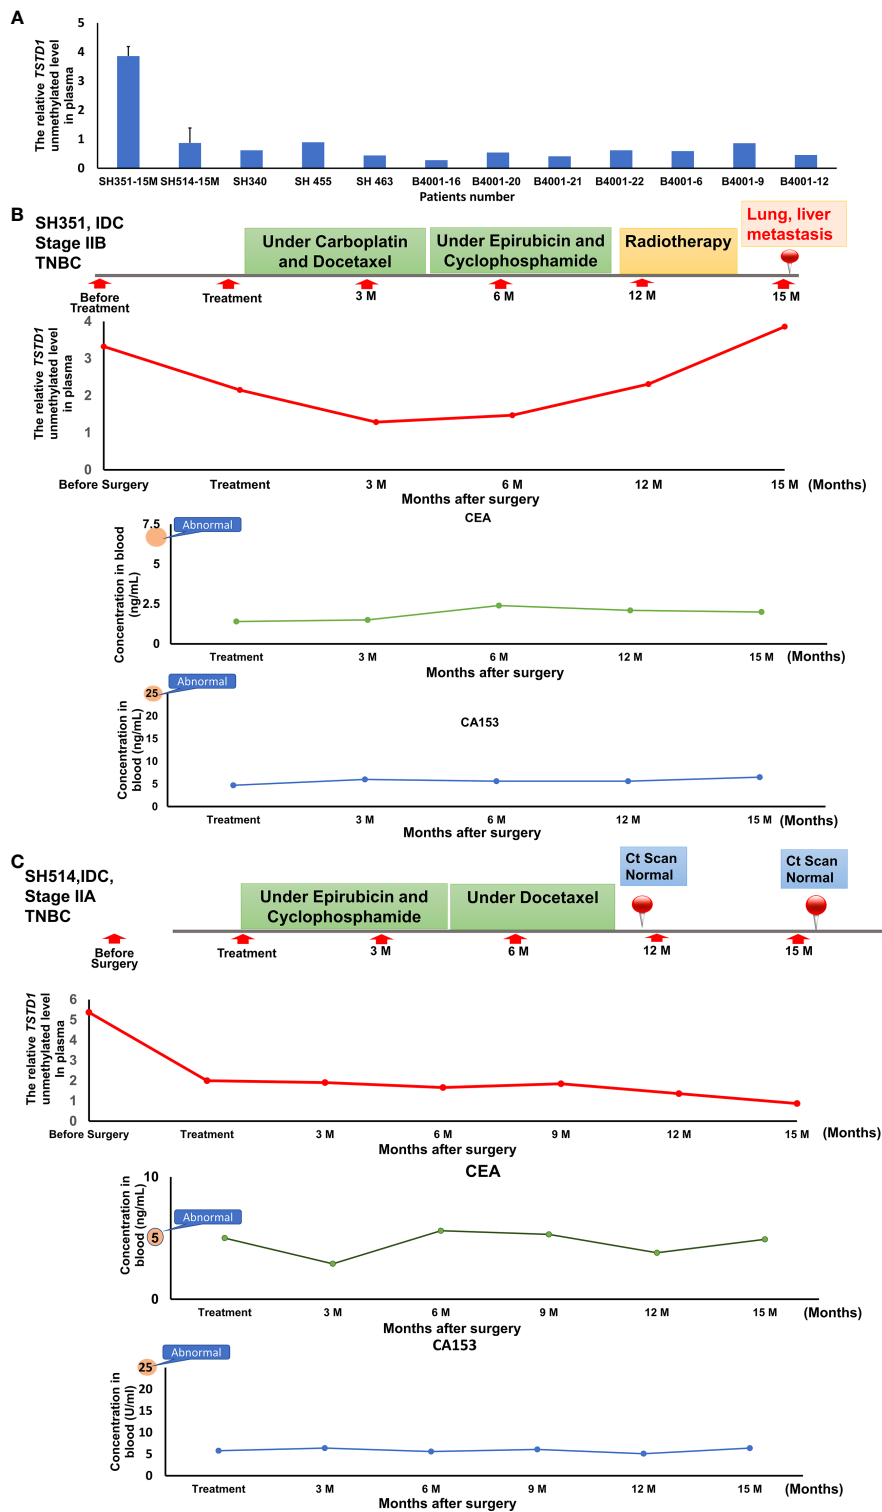 A
The relative TSTD1
unmethylated level
in plasma
5
4
3
2
1
0
SH351-15M SH514-15M SH340 SH 455 SH 463 B4001-16 B4001-20 B4001-21 B4001-22 B4001-6 B4001-9 B4001-12
Patients number
B
SH351, IDC
Stage IIB
TNBC
Under Carboplatin
and Docetaxel
Under Epirubicin and
Cyclophosphamide
Radiotherapy
Lung, liver
metastasis
Before
Treatment
Treatment
3 M
6 M
12 M
15 M
The relative TSTD1
unmethylated level
in plasma
4
3
2
1
0
Before Surgery Treatment 3 M 6 M 12 M 15 M (Months)
Months after surgery
CEA
Abnormal
Concentration in blood
(ng/mL)
7.5
5
2.5
0
Treatment 3 M 6 M 12 M 15 M (Months)
Months after surgery
Abnormal
CA153
Concentration in
blood (ng/mL)
25
20
15
10
5
0
Treatment 3 M 6 M 12 M 15 M (Months)
Months after surgery
C
SH514,IDC,
Stage IIA
TNBC
Under Epirubicin and
Cyclophosphamide
Under Docetaxel
Ct Scan
Normal
Ct Scan
Normal
Before
Surgery
Treatment
3 M
6 M
12 M
15 M
The relative TSTD1
unmethylated level
In plasma
6
5
4
3
2
1
0
Before Surgery Treatment 3 M 6 M 9 M 12 M 15 M (Months)
Months after surgery
CEA
Abnormal
Concentration in
blood (ng/mL)
10
5
0
Treatment 3 M 6 M 9 M 12 M 15 M (Months)
Months after surgery
CA153
Abnormal
Concentration in
blood (U/ml)
25
20
15
10
5
0
Treatment 3 M 6 M 9 M 12 M 15 M (Months)
Months after surgery